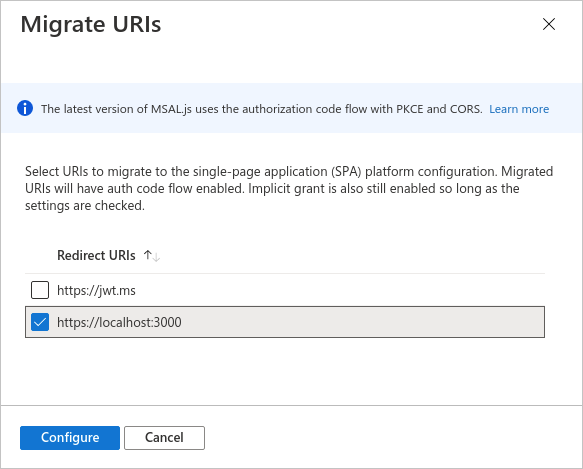 Migrate URIs
The latest version of MSAL.js uses the authorization code flow with PKCE and CORS. Learn more
Select URIs to migrate to the single-page application (SPA) platform configuration. Migrated
URIs will have auth code flow enabled. Implicit grant is also still enabled so long as the
settings are checked.
Redirect URIs
https://jwt.ms
https://localhost:3000
Configure Cancel